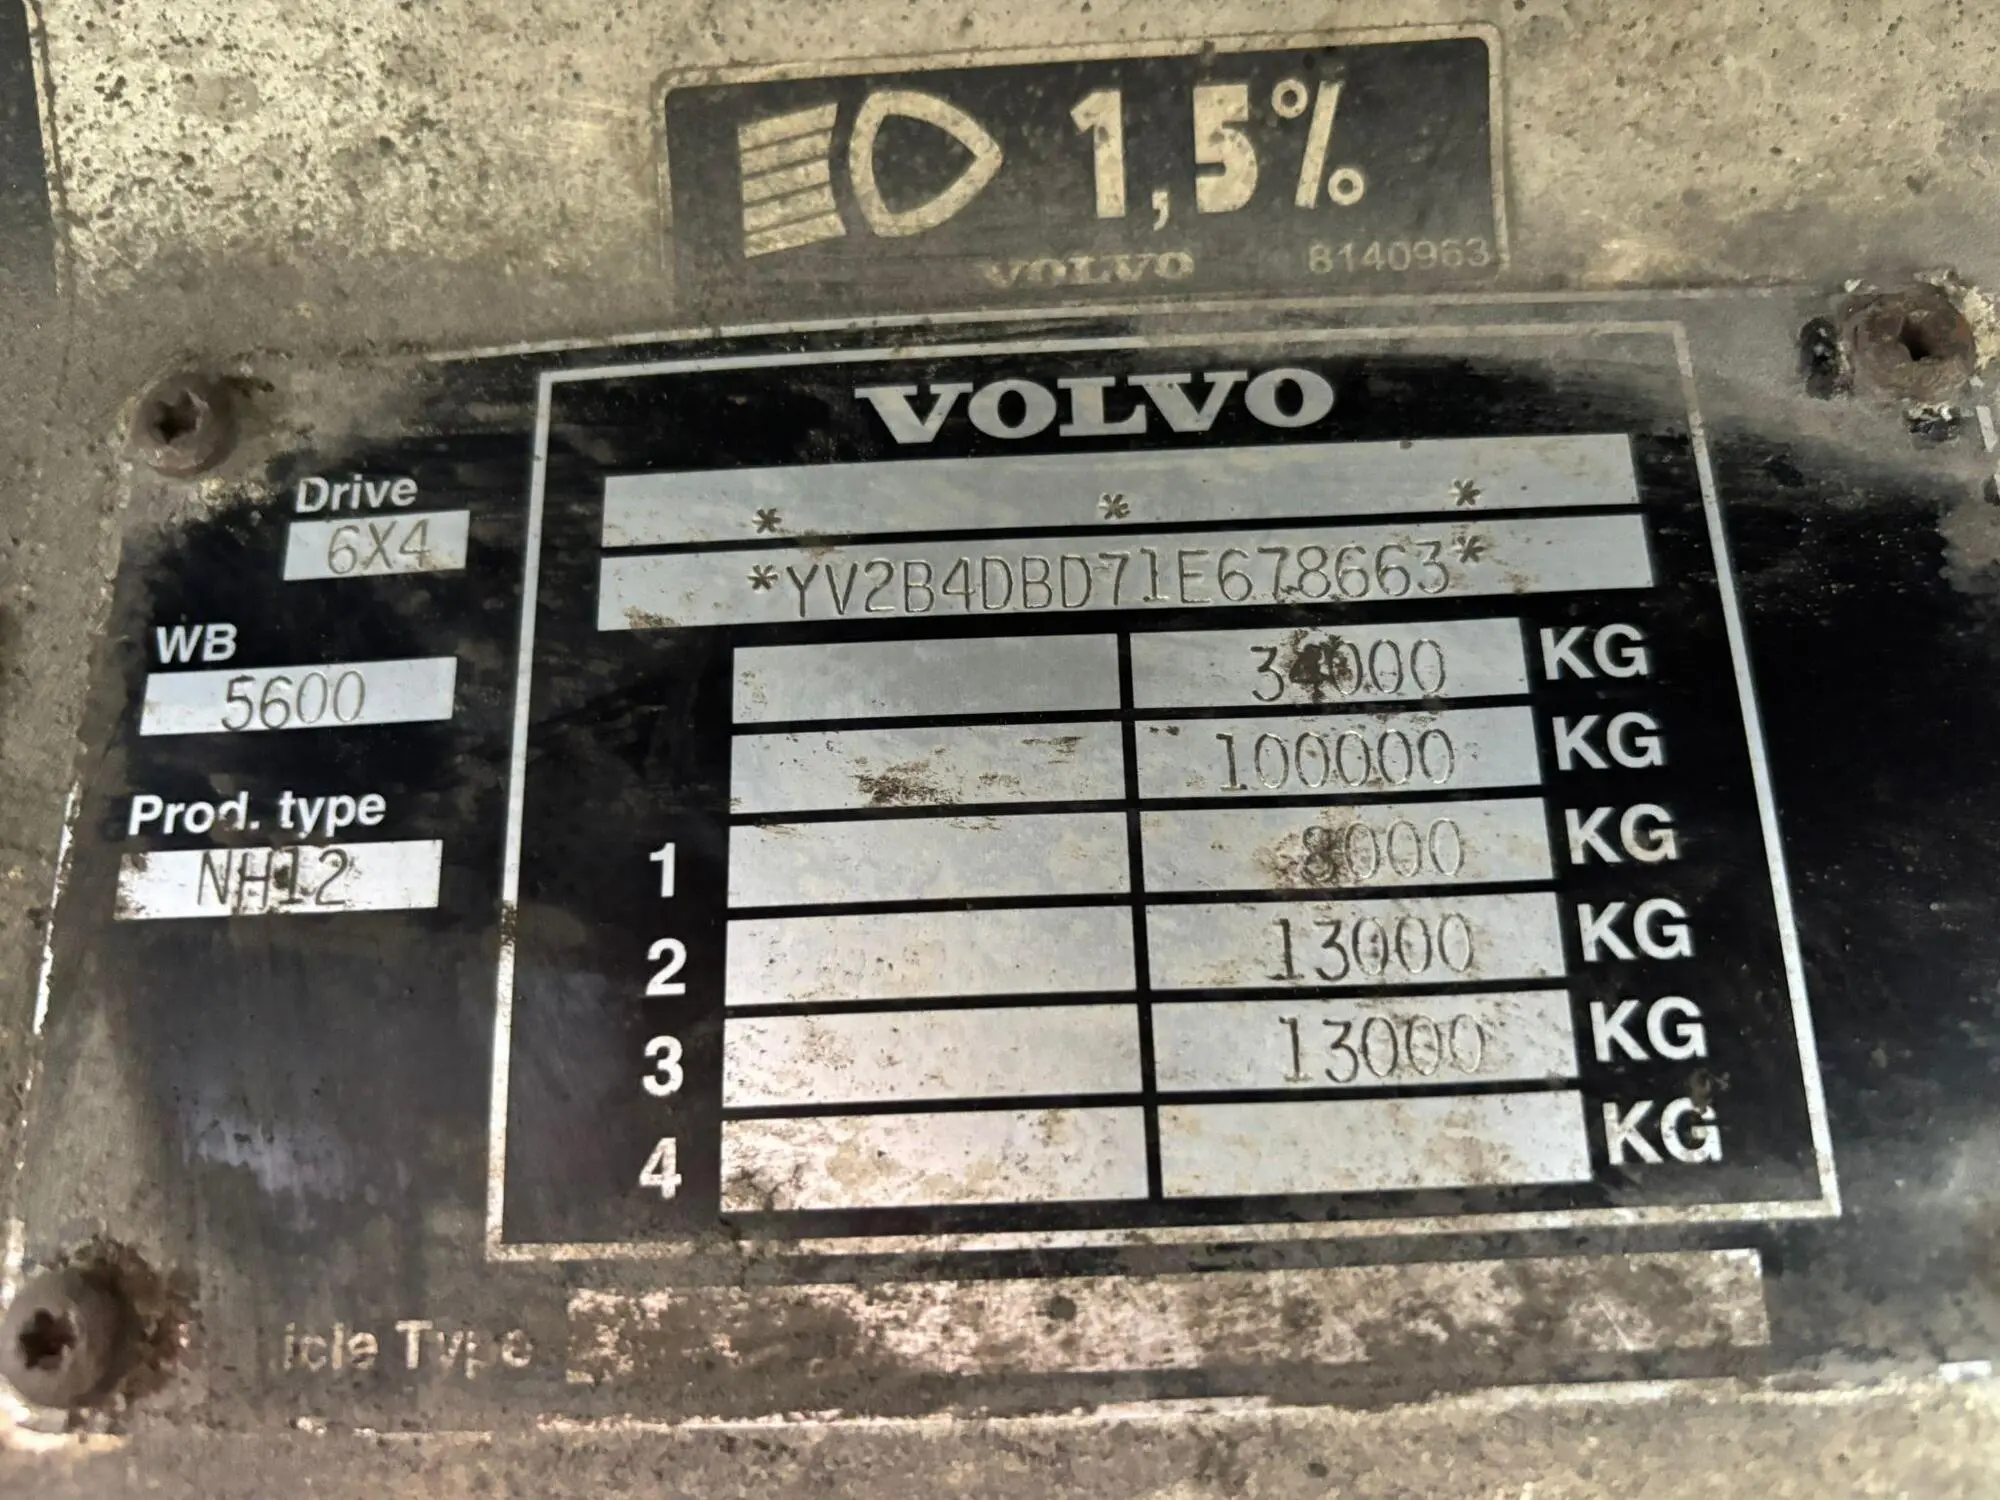 1,5%
VOLVO 8140963
VOLVO
* * *
*YV2B4DBD71E678663*
Drive
6X4
WB
5600
Prod. type
NH12
34000 KG
100000 KG
1 8000 KG
2 13000 KG
3 13000 KG
4 KG
Type